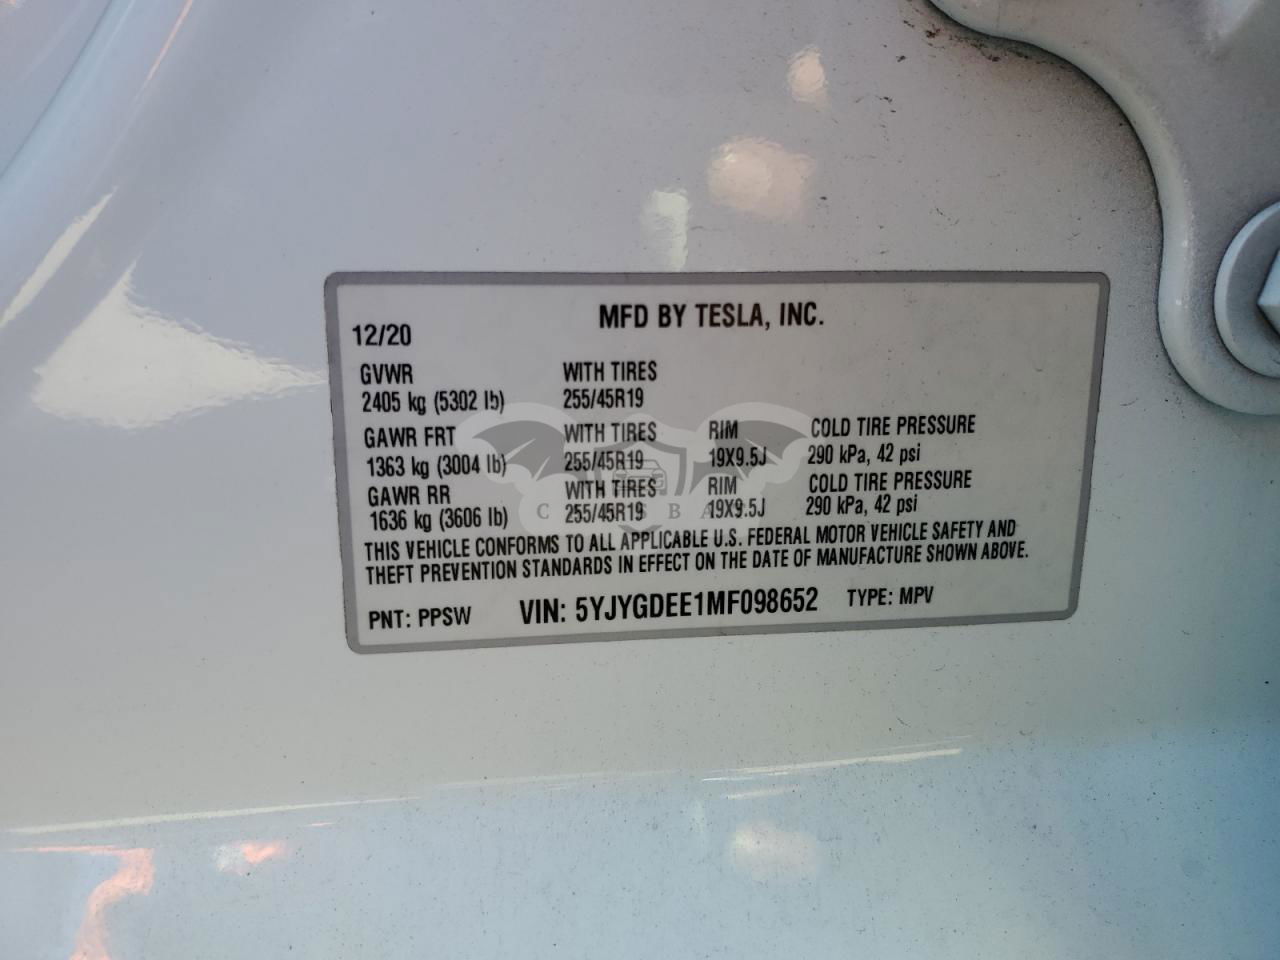 MFD BY TESLA, INC.
12/20
GVWR WITH TIRES
2405 kg (5302 lb) 255/45R19
GAWR FRT WITH TIRES RIM COLD TIRE PRESSURE
1363 kg (3004 lb) 255/45R19 19X9.5J 290 kPa, 42 psi
GAWR RR WITH TIRES RIM COLD TIRE PRESSURE
1636 kg (3606 lb) 255/45R19 19X9.5J 290 kPa, 42 psi
THIS VEHICLE CONFORMS TO ALL APPLICABLE U.S. FEDERAL MOTOR VEHICLE SAFETY AND
THEFT PREVENTION STANDARDS IN EFFECT ON THE DATE OF MANUFACTURE SHOWN ABOVE.
PNT: PPSW VIN: 5YJYGDEE1MF098652 TYPE: MPV